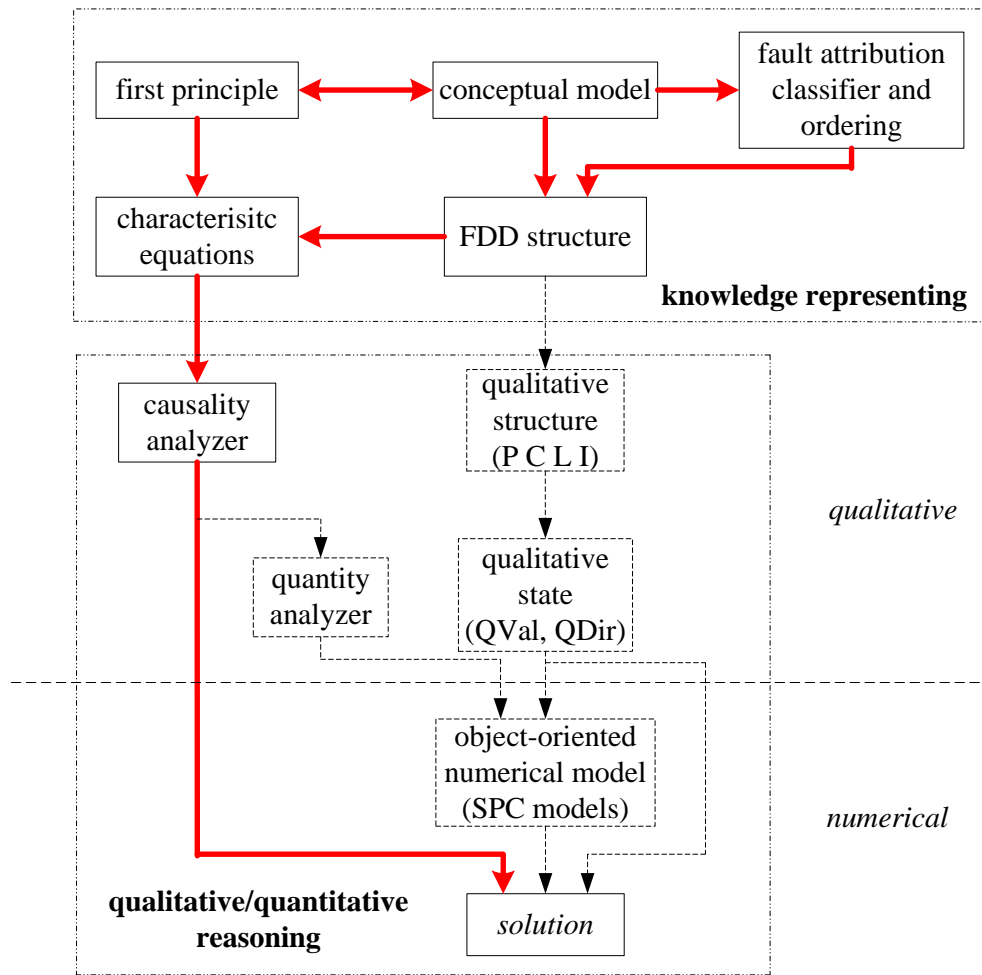 first principle
conceptual model
fault attribution
classifier and
ordering
characterisitc
equations
FDD structure
knowledge representing
causality
analyzer
qualitative
structure
(P C L I)
qualitative
quantity
analyzer
qualitative
state
(QVal, QDir)
object-oriented
numerical model
(SPC models)
numerical
qualitative/quantitative
reasoning
solution